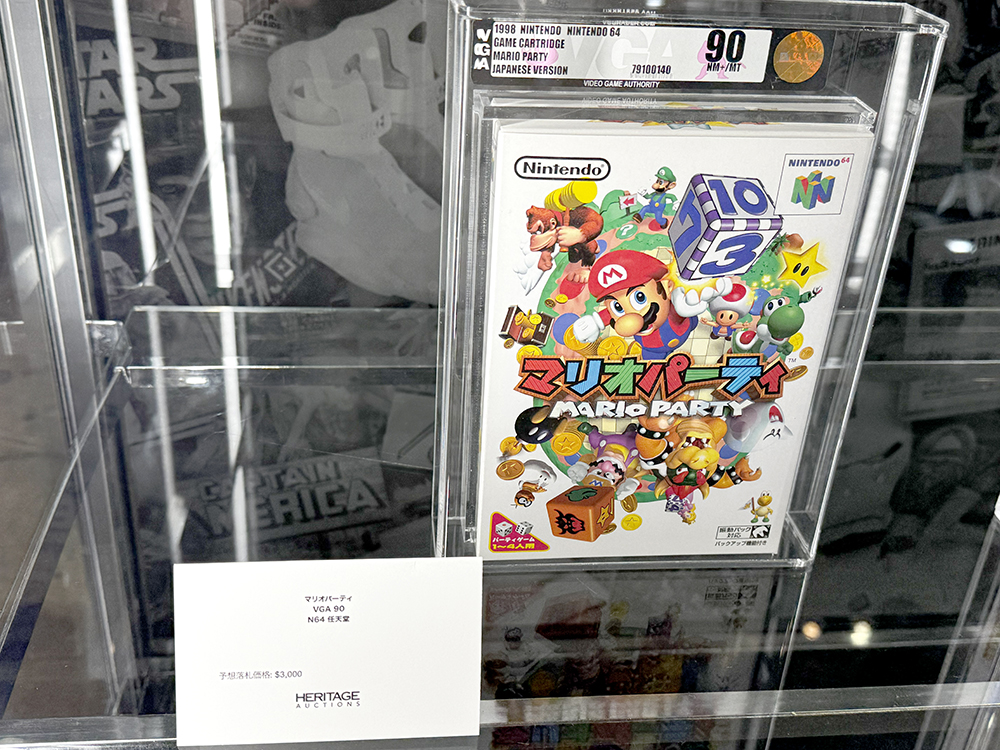 VGA
1998 NINTENDO NINTENDO 64
GAME CARTRIDGE
MARIO PARTY
JAPANESE VERSION
79100140
90
NM+/MT
VIDEO GAME AUTHORITY
Nintendo
NINTENDO 64
10
3
マリオパーティ
TM
MARIO PARTY
パーティゲーム
1〜4人用
振動パック
対応
バックアップ機能付き
STAR
WARS
CAPTAIN
AMERICA
マリオパーティ
VGA 90
N64 任天堂
予想落札価格: $3,000
HERITAGE
AUCTIONS